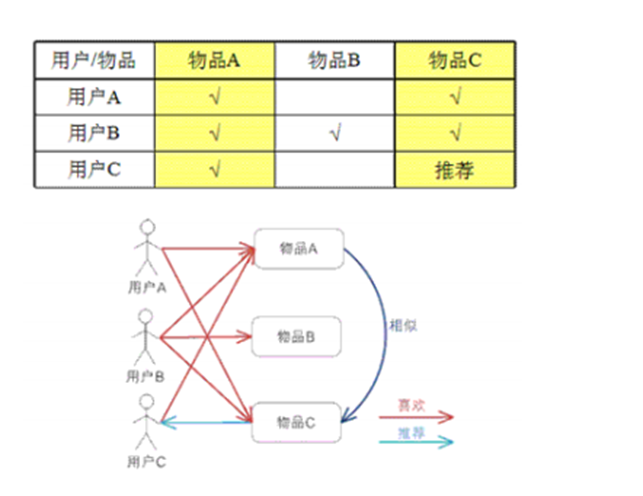 用户/物品 物品A 物品B 物品C
用户A √ √
用户B √ √ √
用户C √ 推荐
物品A
用户A
相似
物品B
用户B
喜欢
物品C
推荐
用户C